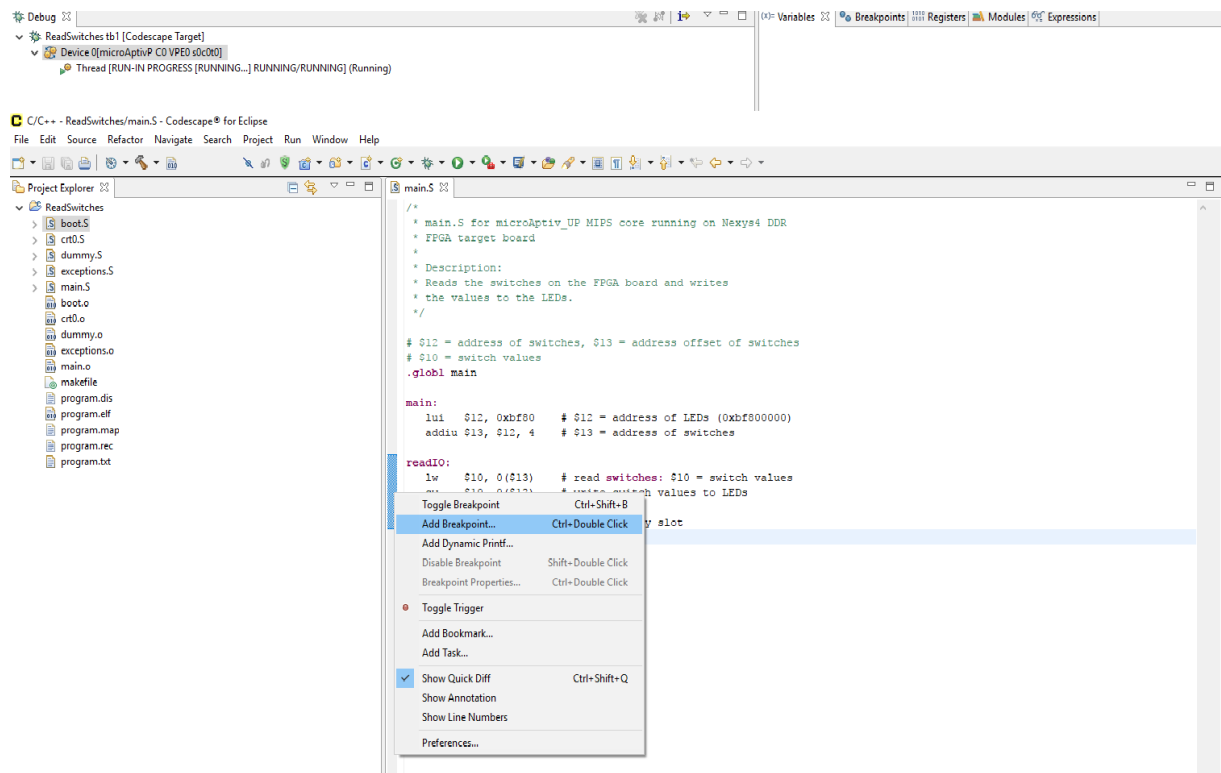 Debug
(x)= Variables Breakpoints Registers Modules Expressions
ReadSwitches tb1 [Codescape Target]
Device 0[microAptivP C0 VPE0 s0c0t0]
Thread [RUN-IN PROGRESS [RUNNING...] RUNNING/RUNNING] (Running)
C/C++ - ReadSwitches/main.S - Codescape® for Eclipse
File Edit Source Refactor Navigate Search Project Run Window Help
Project Explorer
ReadSwitches
boot.S
crt0.S
dummy.S
exceptions.S
main.S
boot.o
crt0.o
dummy.o
exceptions.o
main.o
makefile
program.dis
program.elf
program.map
program.rec
program.txt
main.S
/*
* main.S for microAptiv_UP MIPS core running on Nexys4 DDR
* FPGA target board
*
* Description:
* Reads the switches on the FPGA board and writes
* the values to the LEDs.
*/
# $12 = address of switches, $13 = address offset of switches
# $10 = switch values
.globl main
main:
lui $12, 0xbf80 # $12 = address of LEDs (0xbf800000)
addiu $13, $12, 4 # $13 = address of switches
readIO:
lw $10, 0($13) # read switches: $10 = switch values
sw $10, 0($12) # write switch values to LEDs
y slot
Toggle Breakpoint Ctrl+Shift+B
Add Breakpoint... Ctrl+Double Click
Add Dynamic Printf...
Disable Breakpoint Shift+Double Click
Breakpoint Properties... Ctrl+Double Click
Toggle Trigger
Add Bookmark...
Add Task...
Show Quick Diff Ctrl+Shift+Q
Show Annotation
Show Line Numbers
Preferences...